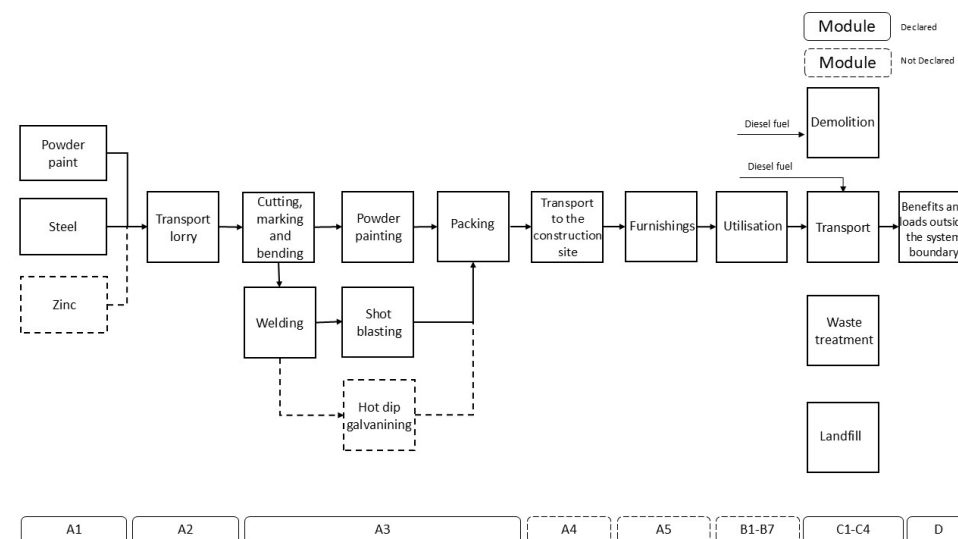 Module
Declared
Module
Not Declared
Diesel fuel
Demolition
Powder
paint
Diesel fuel
Steel
Transport
lorry
Cutting,
marking
and
bending
Powder
painting
Packing
Transport
to the
construction
site
Furnishings
Utilisation
Transport
Benefits an
loads outsid
the system
boundary
Zinc
Welding
Shot
blasting
Waste
treatment
Hot dip
galvanining
Landfill
A1
A2
A3
A4
A5
B1-B7
C1-C4
D